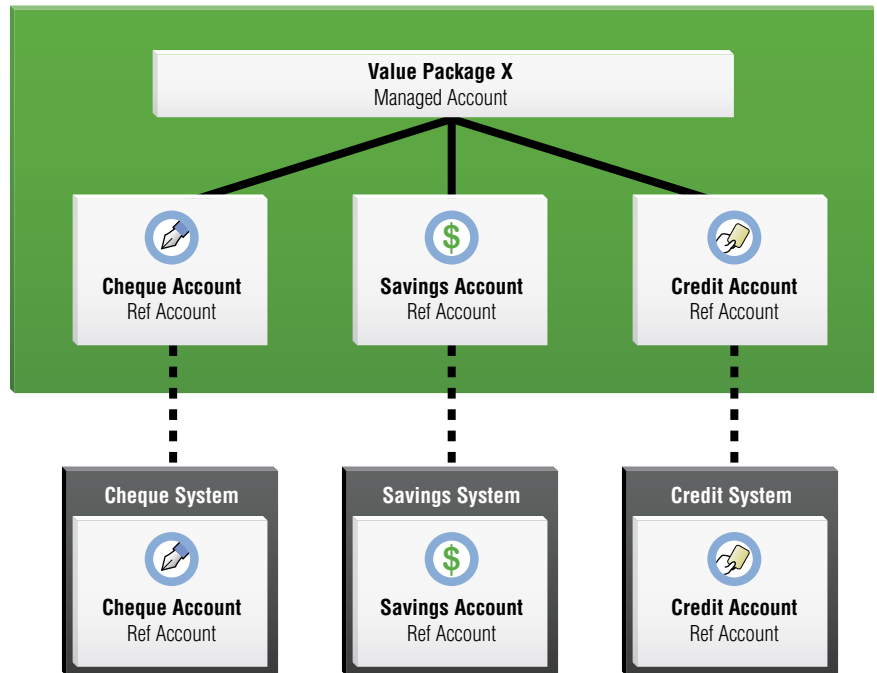 Value Package X
Managed Account
$
Cheque Account
Savings Account
Credit Account
Ref Account
Ref Account
Ref Account
Cheque System
Savings System
Credit System
$
Cheque Account
Savings Account
Credit Account
Ref Account
Ref Account
Ref Account